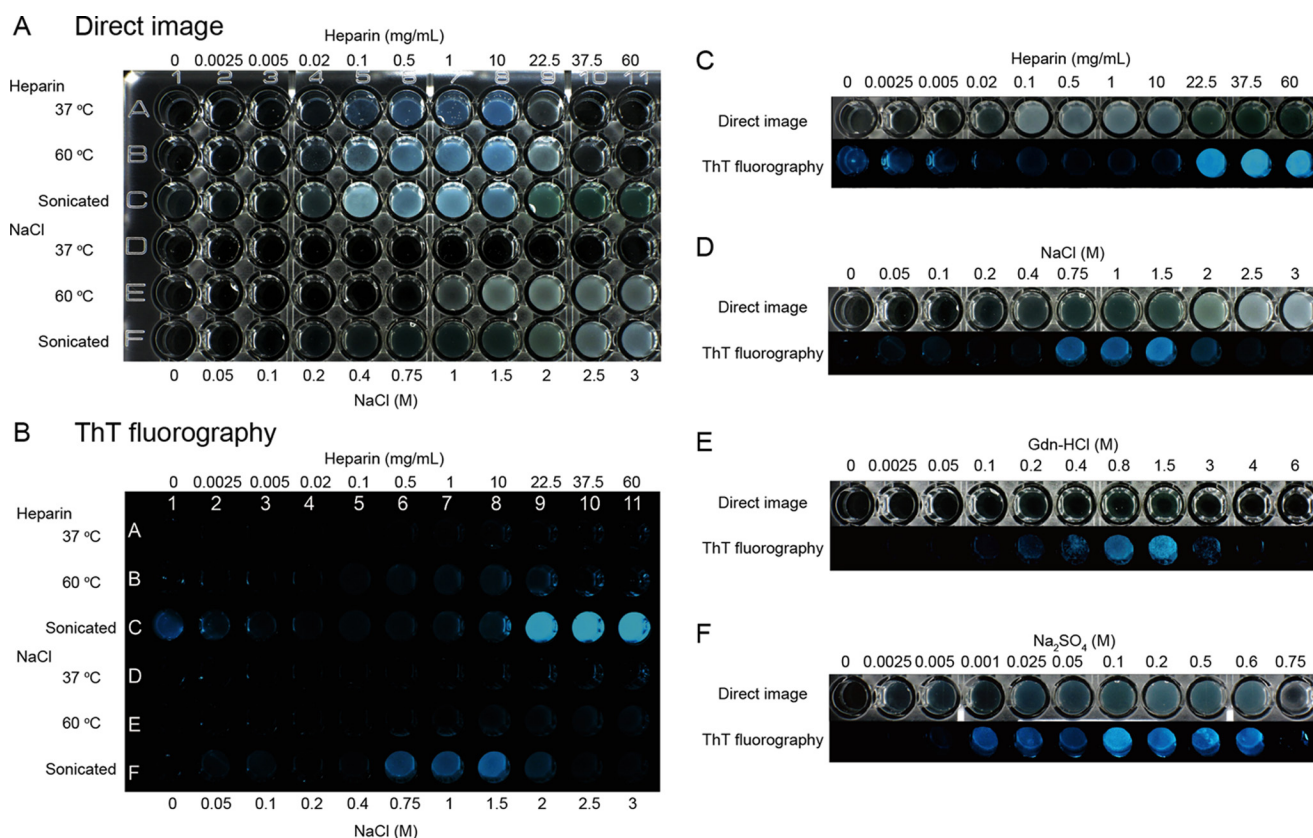 A Direct image
Heparin (mg/mL)
0 0.0025 0.005 0.02 0.1 0.5 1 10 22.5 37.5 60
1 2 3 4 5 6 7 8 9 10 11
Heparin
37 ºC A
60 ºC B
Sonicated C
NaCl
37 ºC D
60 ºC E
Sonicated F
0 0.05 0.1 0.2 0.4 0.75 1 1.5 2 2.5 3
NaCl (M)
B ThT fluorography
Heparin (mg/mL)
0 0.0025 0.005 0.02 0.1 0.5 1 10 22.5 37.5 60
1 2 3 4 5 6 7 8 9 10 11
Heparin
37 ºC A
60 ºC B
Sonicated C
NaCl
37 ºC D
60 ºC E
Sonicated F
0 0.05 0.1 0.2 0.4 0.75 1 1.5 2 2.5 3
NaCl (M)
C
Heparin (mg/mL)
0 0.0025 0.005 0.02 0.1 0.5 1 10 22.5 37.5 60
Direct image
ThT fluorography
D
NaCl (M)
0 0.05 0.1 0.2 0.4 0.75 1 1.5 2 2.5 3
Direct image
ThT fluorography
E
Gdn-HCl (M)
0 0.0025 0.05 0.1 0.2 0.4 0.8 1.5 3 4 6
Direct image
ThT fluorography
F
Na₂SO₄ (M)
0 0.0025 0.005 0.001 0.025 0.05 0.1 0.2 0.5 0.6 0.75
Direct image
ThT fluorography